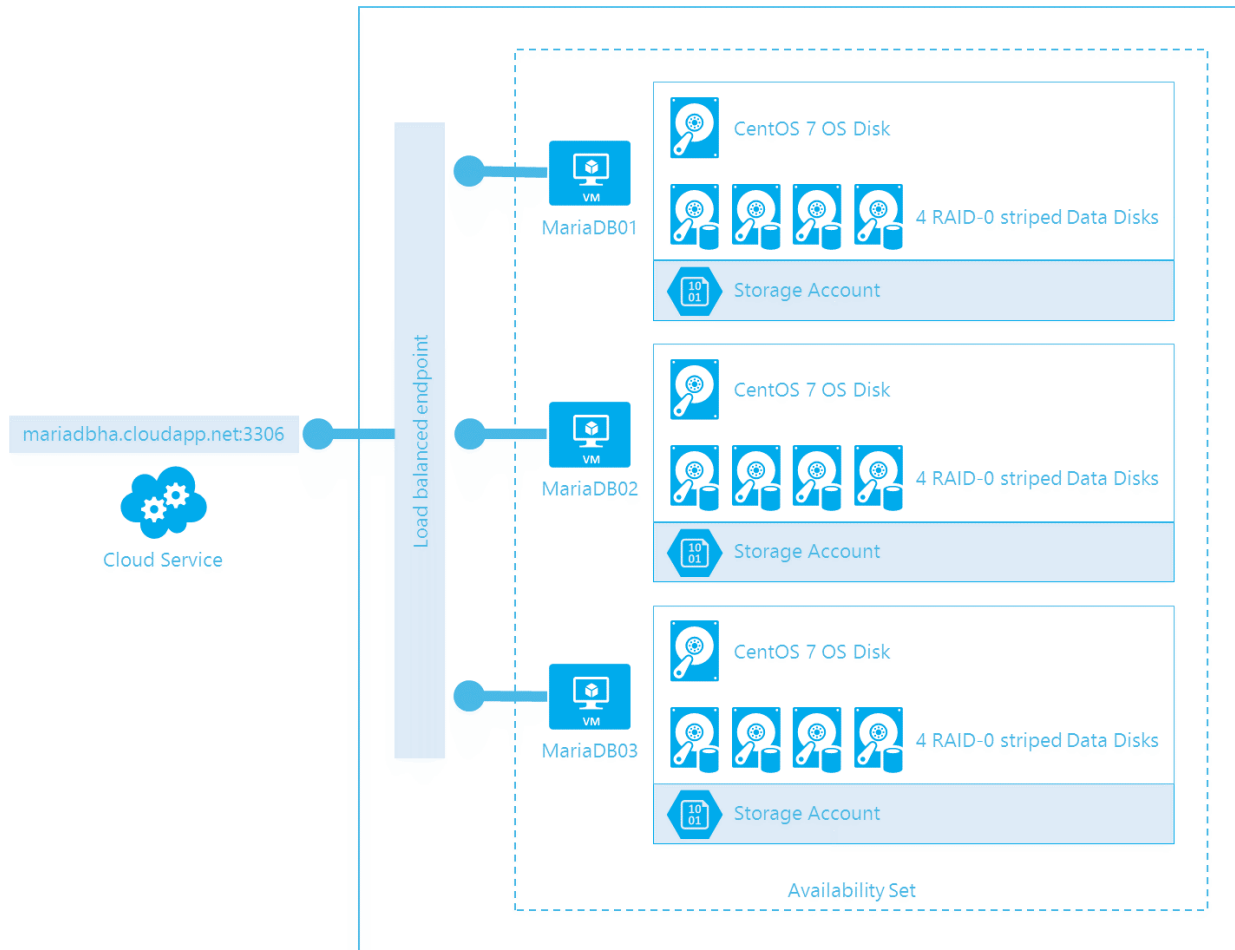 CentOS 7 OS Disk
VM
MariaDB01
4 RAID-0 striped Data Disks
10
01
Storage Account
Load balanced endpoint
mariadbha.cloudapp.net:3306
Cloud Service
CentOS 7 OS Disk
VM
MariaDB02
4 RAID-0 striped Data Disks
10
01
Storage Account
CentOS 7 OS Disk
VM
MariaDB03
4 RAID-0 striped Data Disks
10
01
Storage Account
Availability Set